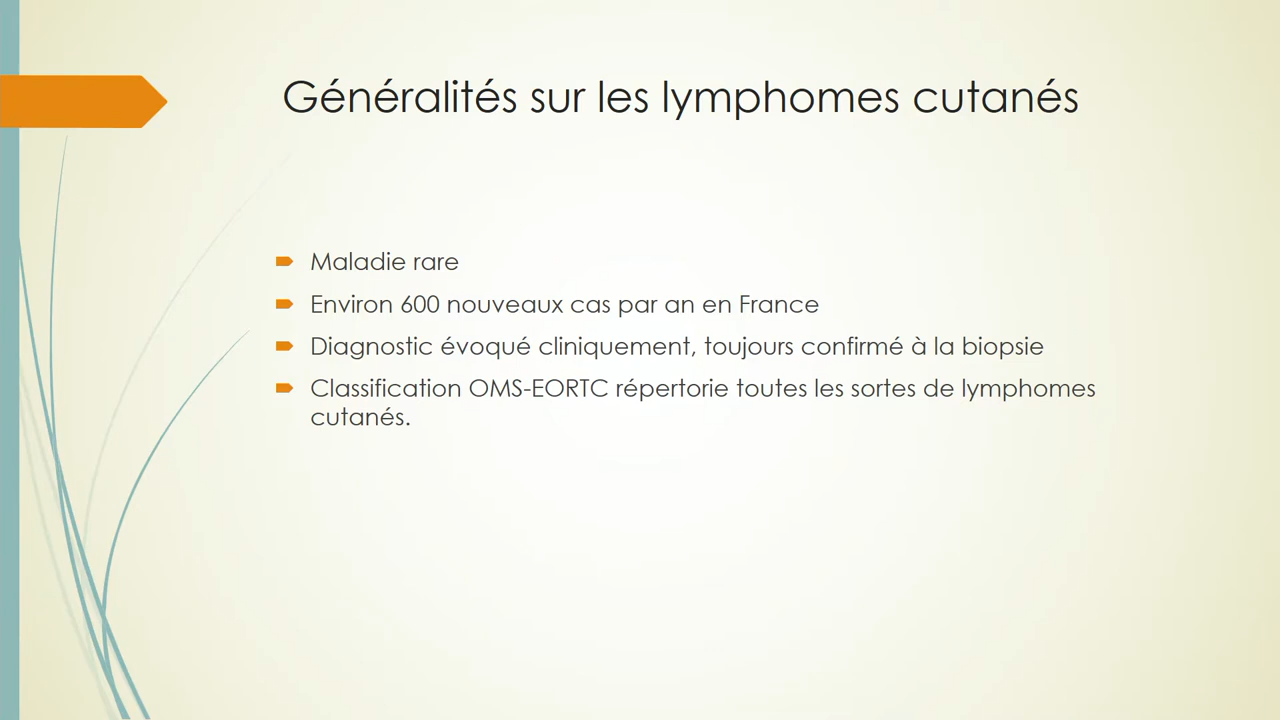 Généralités sur les lymphomes cutanés
Maladie rare
Environ 600 nouveaux cas par an en France
Diagnostic évoqué cliniquement, toujours confirmé à la biopsie
Classification OMS-EORTC répertorie toutes les sortes de lymphomes
cutanés.